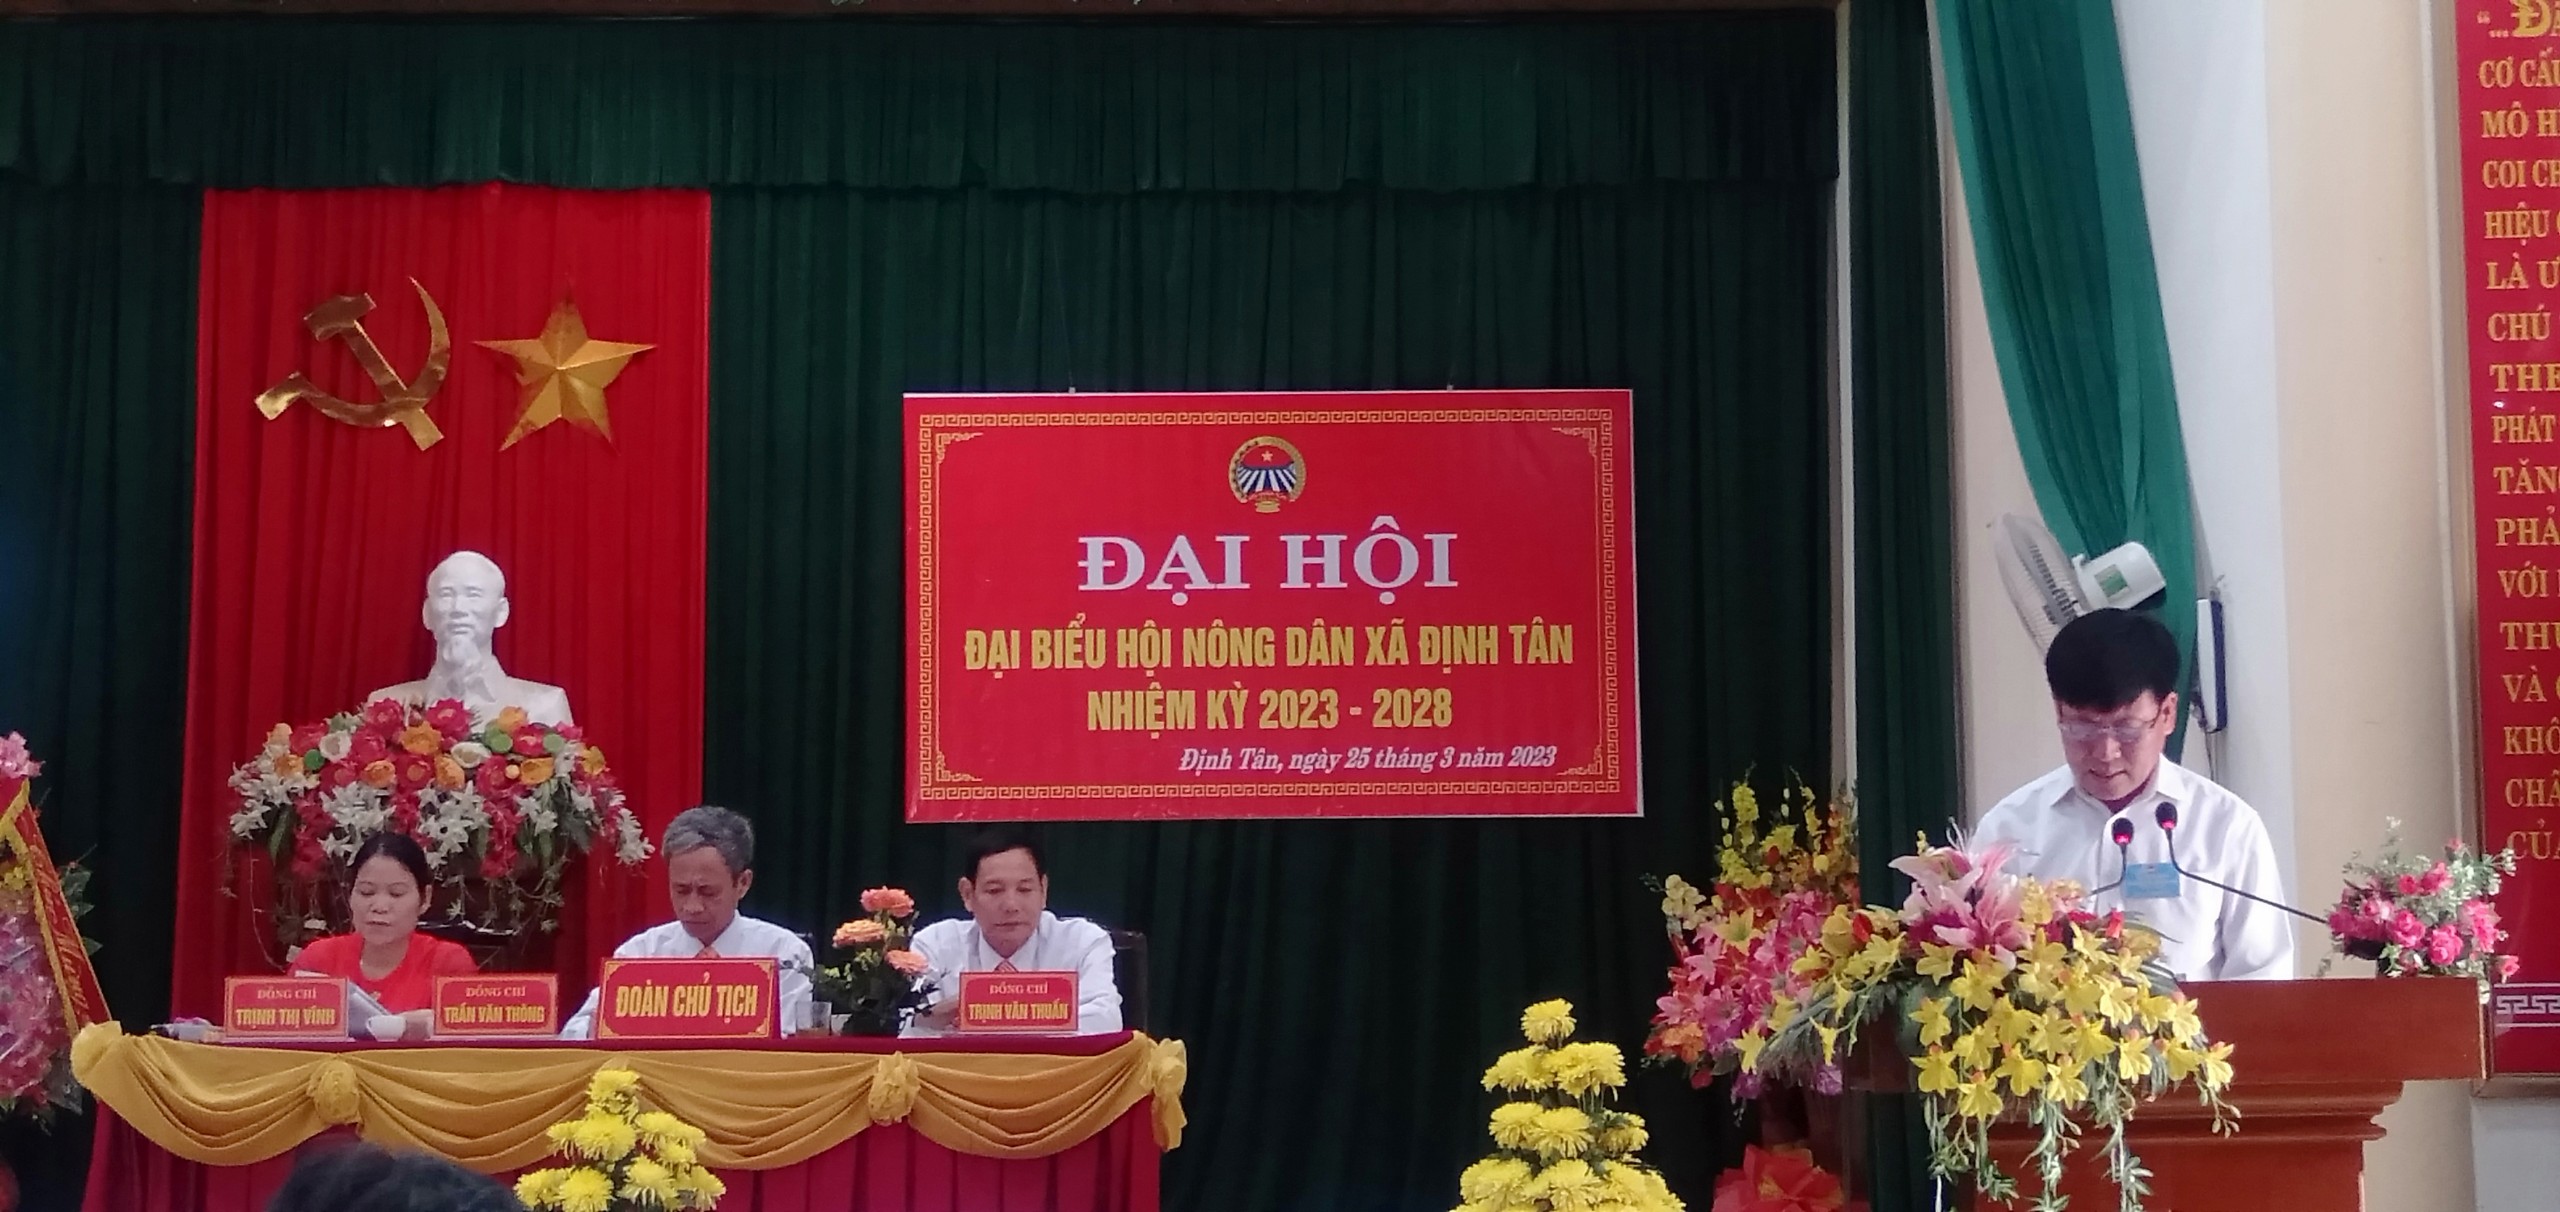 ĐẠI HỘI
ĐẠI BIỂU HỘI NÔNG DÂN XÃ ĐỊNH TÂN
NHIỆM KỲ 2023 - 2028
Định Tân, ngày 25 tháng 3 năm 2023
ĐỒNG CHÍ
TRỊNH THỊ VĨNH
ĐỒNG CHÍ
TRẦN VĂN THÔNG
ĐOÀN CHỦ TỊCH
ĐỒNG CHÍ
TRỊNH VĂN THUẤN
CƠ CẤU
MÔ H
COI CH
HIỆU
LÀ Ư
CHÚ
THE
PHÁT
TĂNG
PHẢ
VỚI
THƯ
VÀ
KHÔ
CHÂ
CỦA